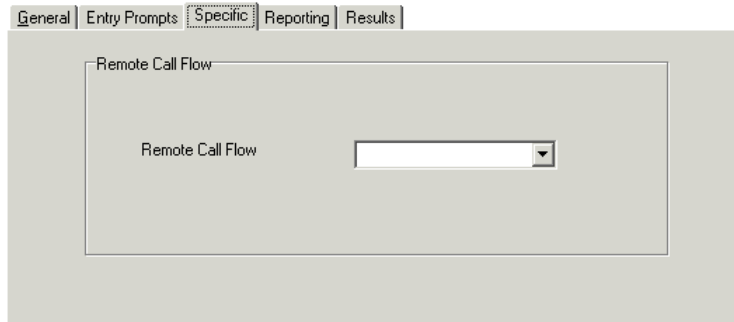 General Entry Prompts Specific Reporting Results
Remote Call Flow
Remote Call Flow